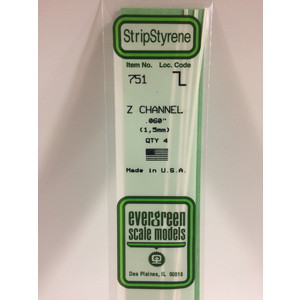 StripStyrene
Item No. Loc. Code
751
Z CHANNEL
.060"
(1,5mm)
QTY 4
Made in U.S.A.
evergreen
scale models
Des Plaines, IL 60018